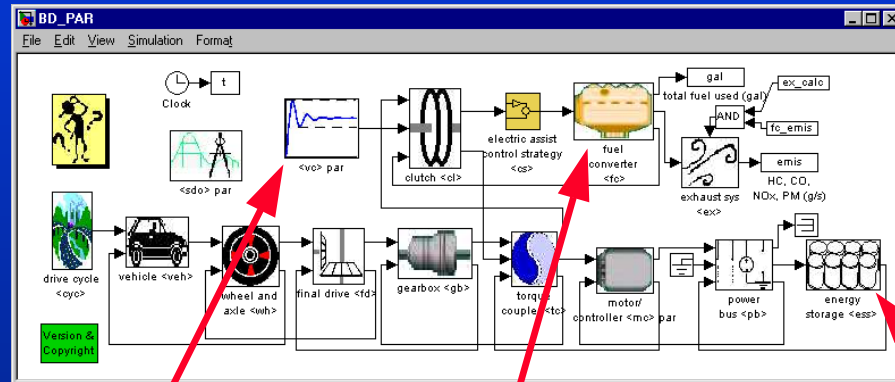 BD_PAR
File Edit View Simulation Format
Clock
t
<sdo> par
<vc> par
clutch <cl>
electric assist
control strategy
<cs>
fuel
converter
<fc>
gal
total fuel used (gal)
ex_calc
AND
fc_emis
exhaust sys
<ex>
emis
HC, CO,
NOx, PM (g/s)
drive cycle
<cyc>
vehicle <veh>
wheel and
axle <wh>
final drive <fd>
gearbox <gb>
torque
coupler <tc>
motor/
controller <mc> par
power
bus <pb>
energy
storage <ess>
Version &
Copyright